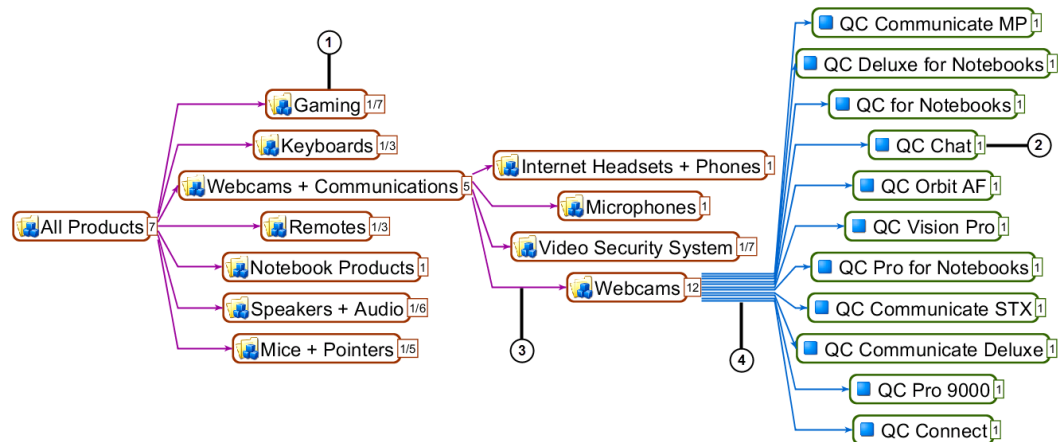 All Products 7
1
Gaming 1/7
Keyboards 1/3
Webcams + Communications 5
Remotes 1/3
Notebook Products 1
Speakers + Audio 1/6
Mice + Pointers 1/5
Internet Headsets + Phones 1
Microphones 1
Video Security System 1/7
Webcams 12
3
4
QC Communicate MP 1
QC Deluxe for Notebooks 1
QC for Notebooks 1
QC Chat 1
2
QC Orbit AF 1
QC Vision Pro 1
QC Pro for Notebooks 1
QC Communicate STX 1
QC Communicate Deluxe 1
QC Pro 9000 1
QC Connect 1